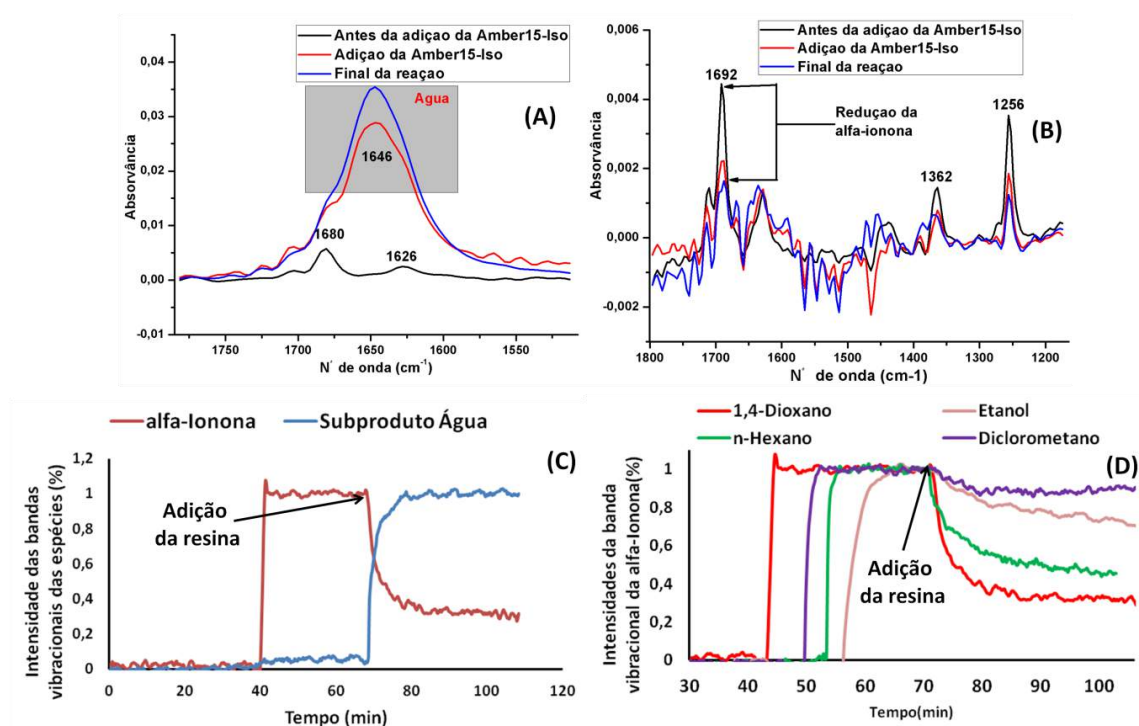 Antes da adiçao da Amber15-Iso
Adiçao da Amber15-Iso
Final da reaçao
Agua
(A)
1646
1680
1626
0,04
0,03
0,02
0,01
0,00
-0,01
Absorvância
1750
1700
1650
1600
1550
N° de onda (cm-1)
Antes da adiçao da Amber15-Iso
Adiçao da Amber15-Iso
Final da reaçao
1692
1256
(B)
Reduçao da
alfa-ionona
1362
0,006
0,004
0,002
0,000
-0,002
Absorvância
1800
1700
1600
1500
1400
1300
1200
N° de onda (cm-1)
alfa-Ionona
Subproduto Água
(C)
Adição
da resina
1,2
1
0,8
0,6
0,4
0,2
0
Intensidade das bandas
vibracionais das espécies (%)
0
20
40
60
80
100
120
Tempo (min)
1,4-Dioxano
Etanol
n-Hexano
Diclorometano
(D)
Adição
da resina
1
0,8
0,6
0,4
0,2
0
Intensidades da banda
vibracional da alfa-Ionona(%)
30
40
50
60
70
80
90
100
Tempo(min)